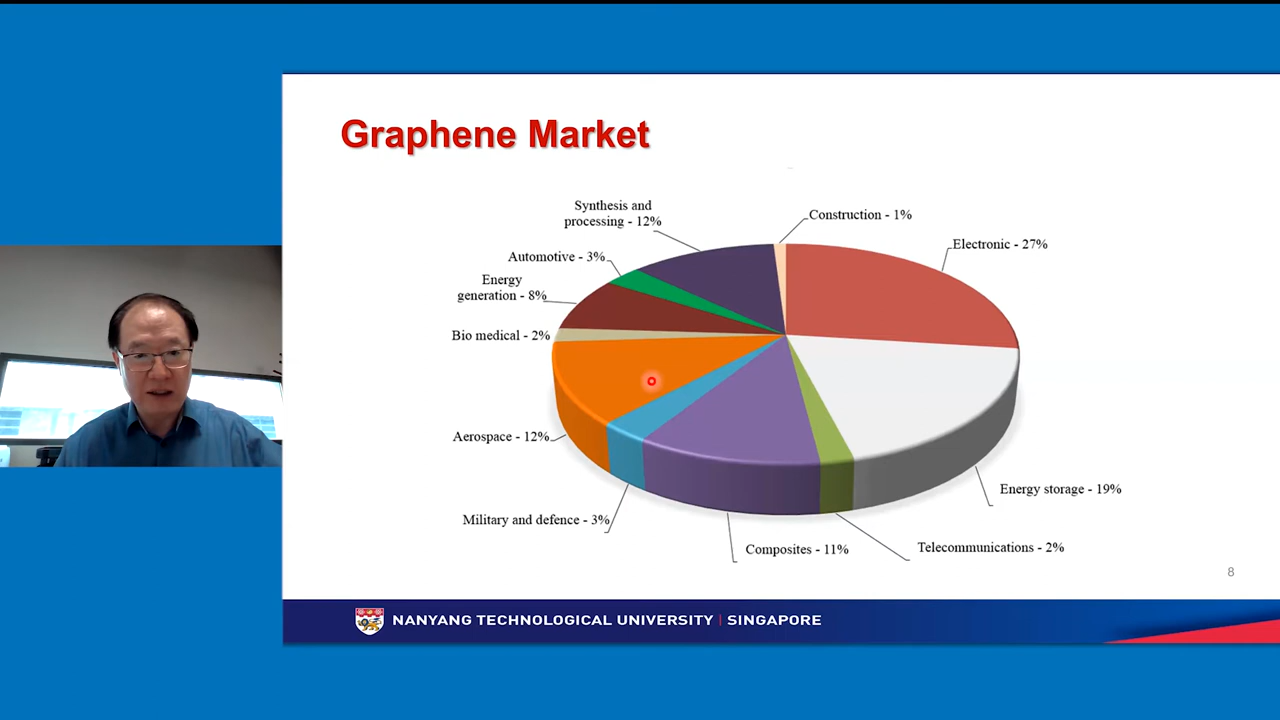 Graphene Market
Synthesis and
processing - 12%
Construction - 1%
Electronic - 27%
Automotive - 3%
Energy
generation - 8%
Bio medical - 2%
Aerospace - 12%
Energy storage - 19%
Military and defence - 3%
Composites - 11%
Telecommunications - 2%
8
NANYANG TECHNOLOGICAL UNIVERSITY | SINGAPORE